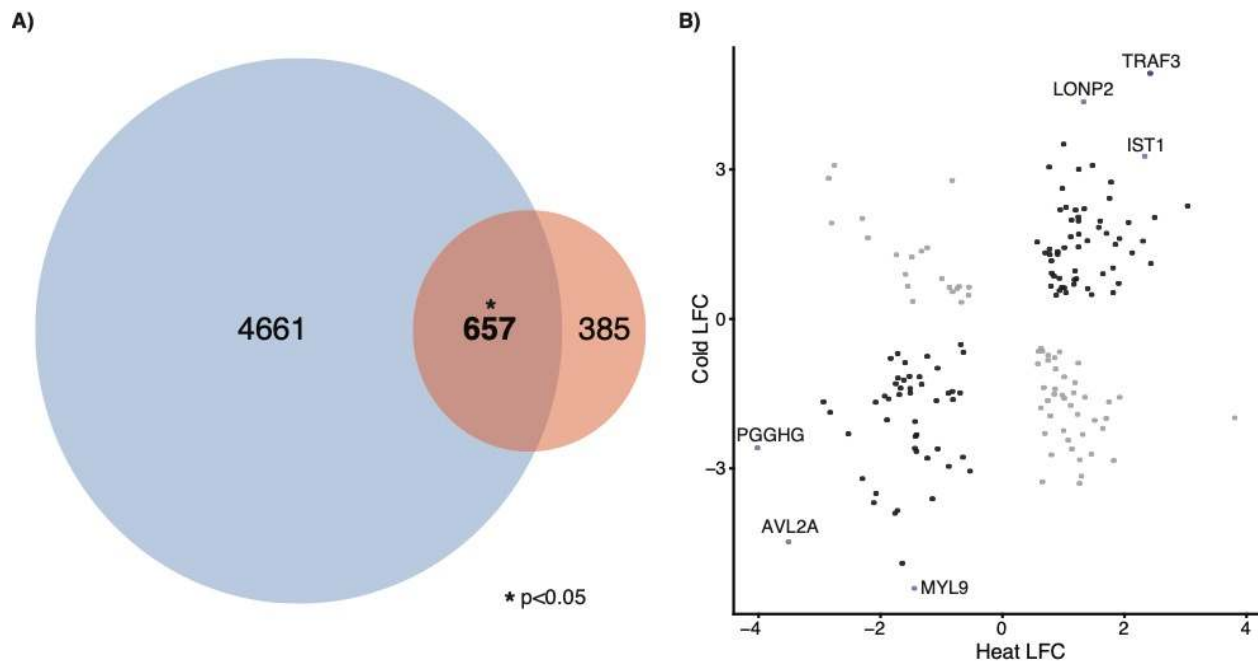 A)
4661
*
657
385
* p<0.05
B)
TRAF3
LONP2
IST1
3
0
−3
Cold LFC
PGGHG
AVL2A
MYL9
−4 −2 0 2 4
Heat LFC